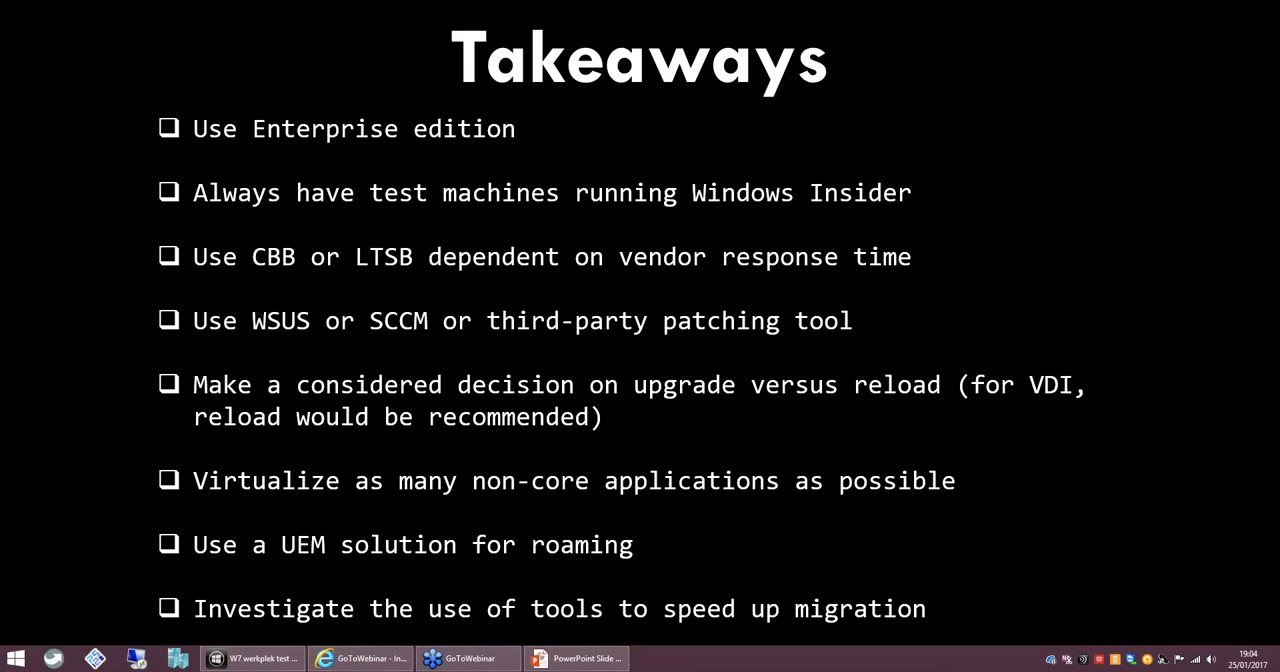 Takeaways
Use Enterprise edition
Always have test machines running Windows Insider
Use CBB or LTSB dependent on vendor response time
Use WSUS or SCCM or third-party patching tool
Make a considered decision on upgrade versus reload (for VDI,
reload would be recommended)
Virtualize as many non-core applications as possible
Use a UEM solution for roaming
Investigate the use of tools to speed up migration
W7 werkplek test ...
GoToWebinar - In...
GoToWebinar
PowerPoint Slide ...
19:04
25/01/2017